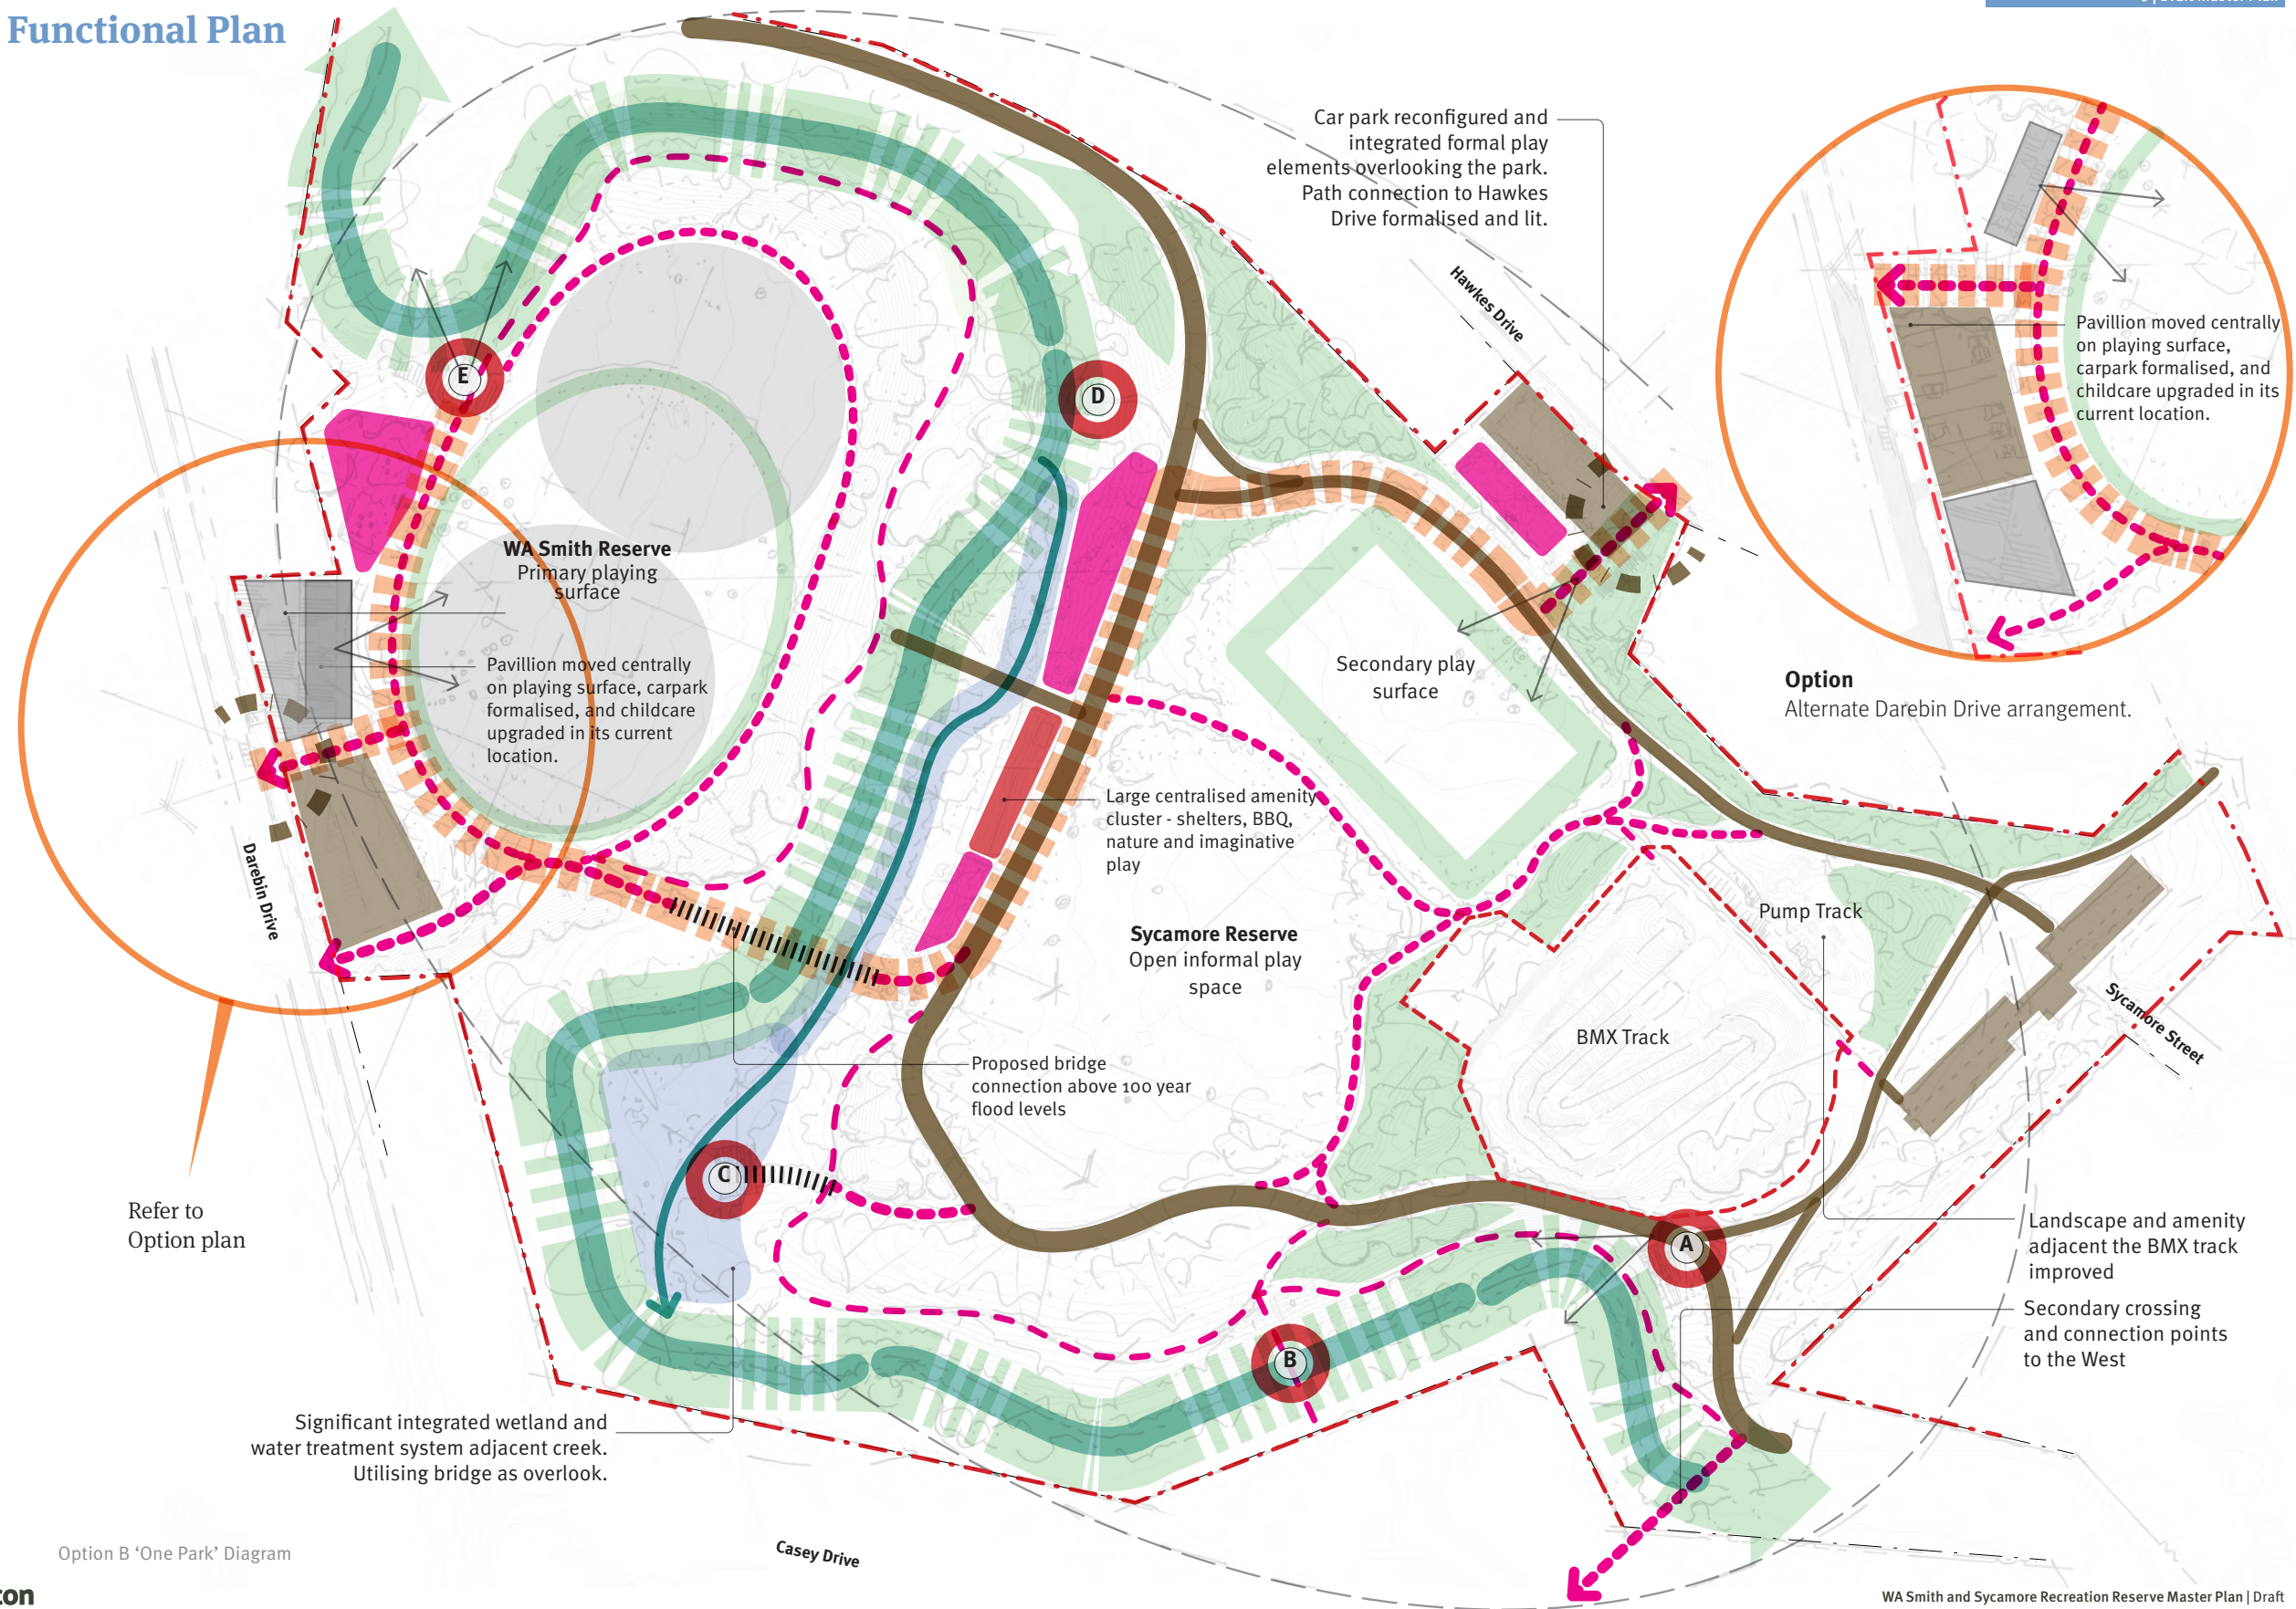 Functional Plan
Car park reconfigured and
integrated formal play
elements overlooking the park.
Path connection to Hawkes
Drive formalised and lit.
Hawkes Drive
Pavillion moved centrally
on playing surface,
carpark formalised, and
childcare upgraded in its
current location.
E
D
WA Smith Reserve
Primary playing
surface
Pavillion moved centrally
on playing surface, carpark
formalised, and childcare
upgraded in its current
location.
Secondary play
surface
Option
Alternate Darebin Drive arrangement.
Large centralised amenity
cluster - shelters, BBQ,
nature and imaginative
play
Darebin Drive
Pump Track
Sycamore Reserve
Open informal play
space
BMX Track
Sycamore Street
Proposed bridge
connection above 100 year
flood levels
C
Refer to
Option plan
A
Landscape and amenity
adjacent the BMX track
improved
Secondary crossing
and connection points
to the West
B
Significant integrated wetland and
water treatment system adjacent creek.
Utilising bridge as overlook.
Casey Drive
Option B ‘One Park’ Diagram
WA Smith and Sycamore Recreation Reserve Master Plan | Draft